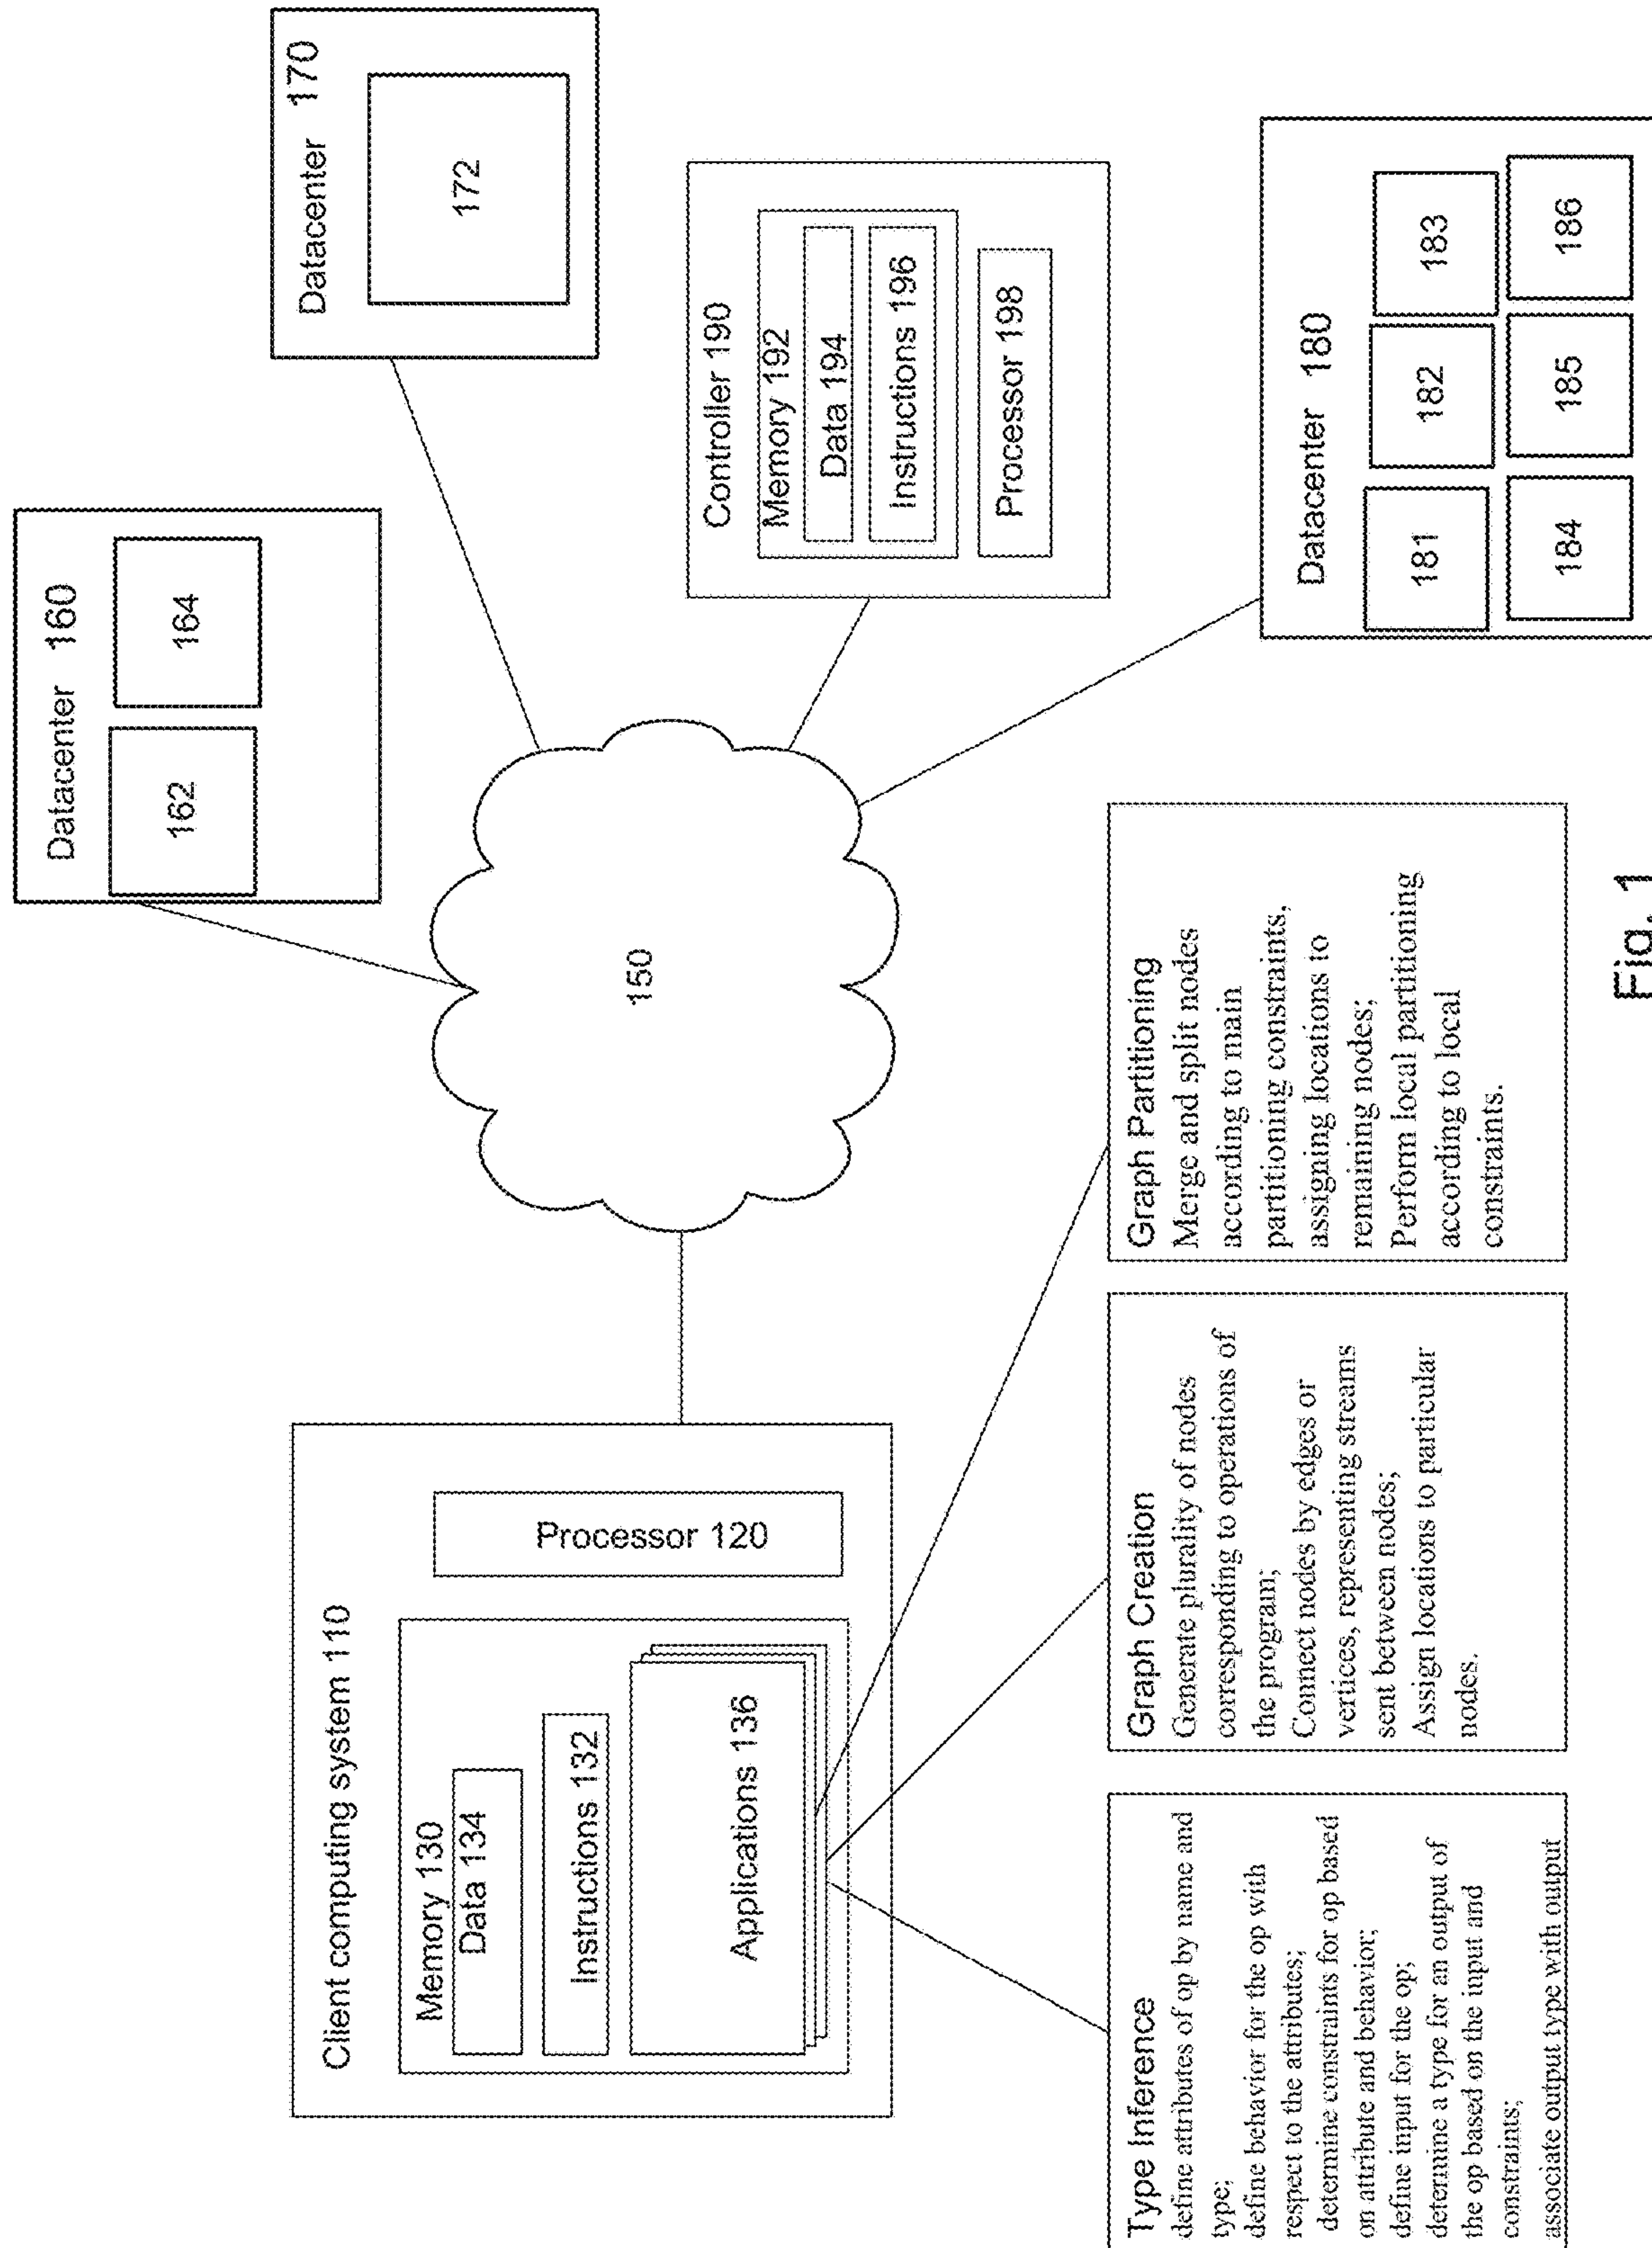 Datacenter 160
162
164
Datacenter 170
172
Client computing system 110
Memory 130
Data 134
Instructions 132
Applications 136
Processor 120
150
Controller 190
Memory 192
Data 194
Instructions 196
Processor 198
Datacenter 180
181
182
183
184
185
186
Type Inference
define attributes of op by name and
type;
define behavior for the op with
respect to the attributes;
determine constraints for op based
on attribute and behavior;
define input for the op;
determine a type for an output of
the op based on the input and
constraints;
associate output type with output
Graph Creation
Generate plurality of nodes
corresponding to operations of
the program;
Connect nodes by edges or
vertices, representing streams
sent between nodes;
Assign locations to particular
nodes.
Graph Partitioning
Merge and split nodes
according to main
partitioning constraints,
assigning locations to
remaining nodes;
Perform local partitioning
according to local
constraints.
Fig. 1